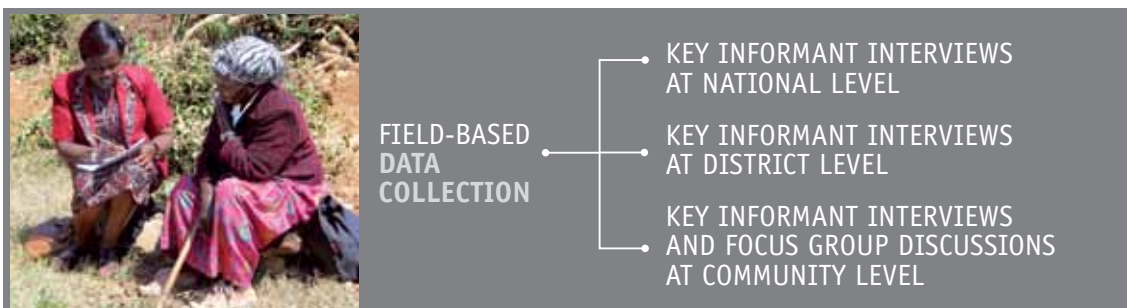 FIELD-BASED
DATA
COLLECTION
KEY INFORMANT INTERVIEWS
AT NATIONAL LEVEL
KEY INFORMANT INTERVIEWS
AT DISTRICT LEVEL
KEY INFORMANT INTERVIEWS
AND FOCUS GROUP DISCUSSIONS
AT COMMUNITY LEVEL